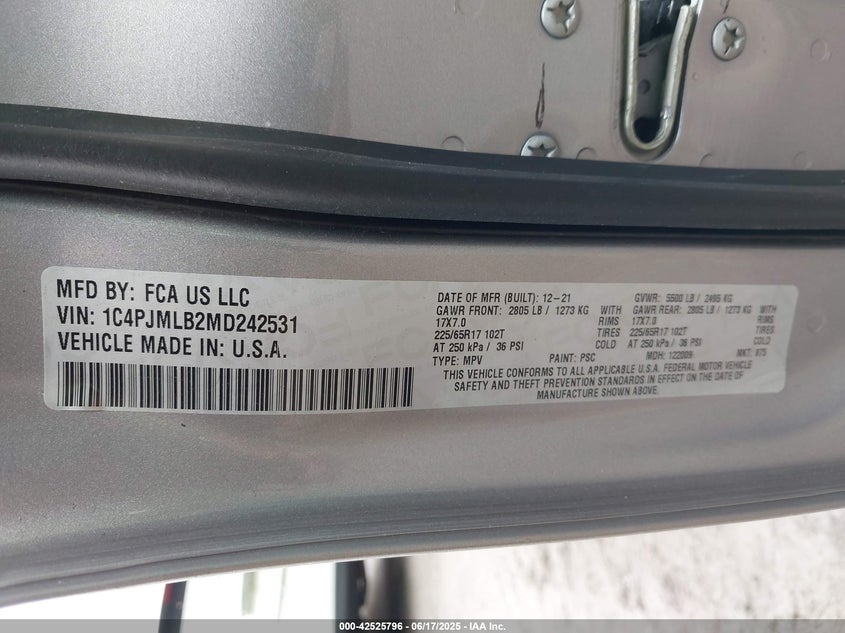 MFD BY: FCA US LLC
VIN: 1C4PJMLB2MD242531
VEHICLE MADE IN: U.S.A.
DATE OF MFR (BUILT): 12-21 GVWR: 5500 LB / 2495 KG
GAWR FRONT: 2805 LB / 1273 KG WITH GAWR REAR: 2805 LB / 1273 KG WITH
17X7.0 RIMS 17X7.0 RIMS
225/65R17 102T TIRES 225/65R17 102T TIRES
AT 250 kPa / 36 PSI COLD AT 250 kPa / 36 PSI COLD
TYPE: MPV PAINT: PSC MDH: 122009 MKT: 875
THIS VEHICLE CONFORMS TO ALL APPLICABLE U.S.A. FEDERAL MOTOR VEHICLE
SAFETY AND THEFT PREVENTION STANDARDS IN EFFECT ON THE DATE OF
MANUFACTURE SHOWN ABOVE.
000-42525796 - 06/17/2025 - IAA Inc.